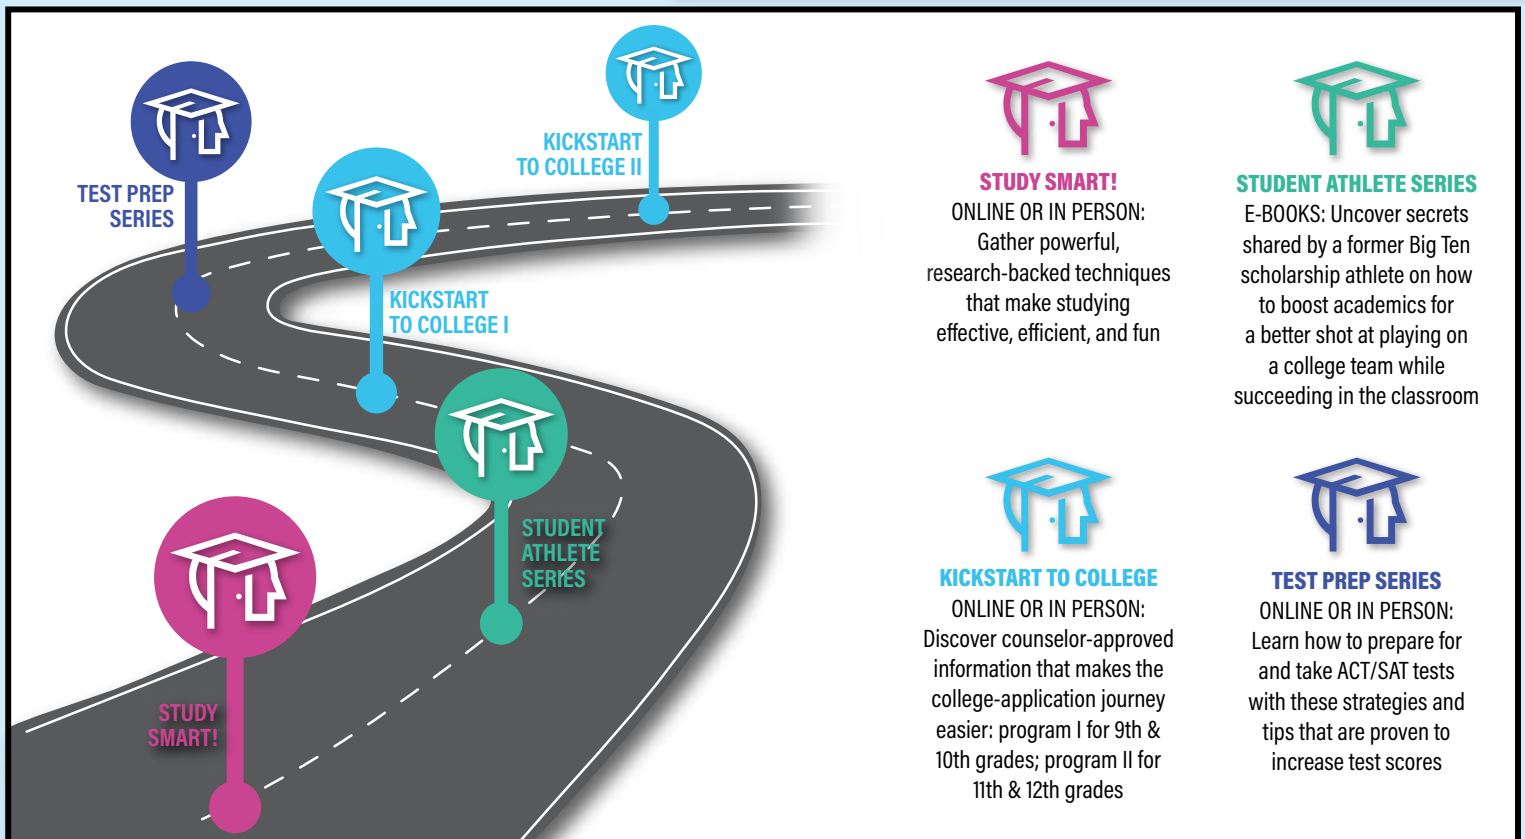 TEST PREP
SERIES
KICKSTART
TO COLLEGE II
KICKSTART
TO COLLEGE I
STUDENT
ATHLETE
SERIES
STUDY
SMART!
STUDY SMART!
ONLINE OR IN PERSON:
Gather powerful,
research-backed techniques
that make studying
effective, efficient, and fun
STUDENT ATHLETE SERIES
E-BOOKS: Uncover secrets
shared by a former Big Ten
scholarship athlete on how
to boost academics for
a better shot at playing on
a college team while
succeeding in the classroom
KICKSTART TO COLLEGE
ONLINE OR IN PERSON:
Discover counselor-approved
information that makes the
college-application journey
easier: program I for 9th &
10th grades; program II for
11th & 12th grades
TEST PREP SERIES
ONLINE OR IN PERSON:
Learn how to prepare for
and take ACT/SAT tests
with these strategies and
tips that are proven to
increase test scores